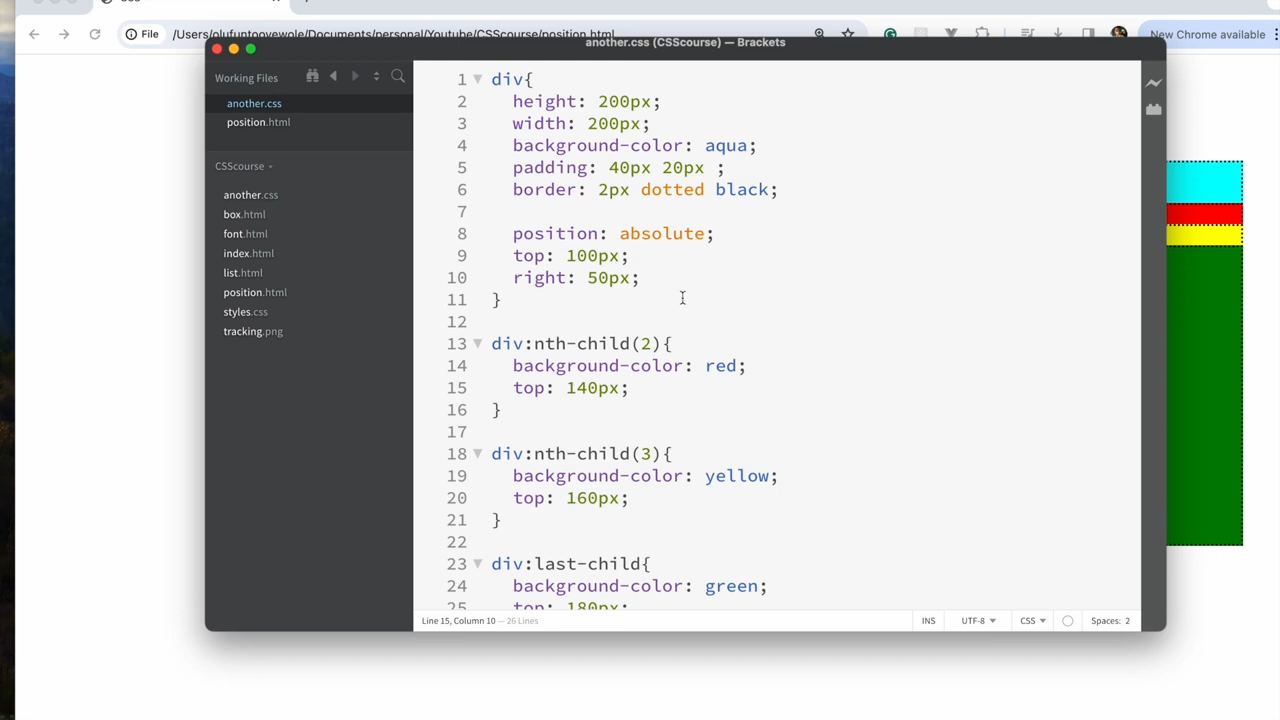 File
/Users/olufuntooyewole/Documents/personal/Youtube/CSScourse/position.html
New Chrome available
another.css (CSScourse) — Brackets
Working Files
another.css
position.html
CSScourse
another.css
box.html
font.html
index.html
list.html
position.html
styles.css
tracking.png
1 div{
2 height: 200px;
3 width: 200px;
4 background-color: aqua;
5 padding: 40px 20px ;
6 border: 2px dotted black;
7
8 position: absolute;
9 top: 100px;
10 right: 50px;
11 }
12
13 div:nth-child(2){
14 background-color: red;
15 top: 140px;
16 }
17
18 div:nth-child(3){
19 background-color: yellow;
20 top: 160px;
21 }
22
23 div:last-child{
24 background-color: green;
25 top: 180px;
Line 15, Column 10 — 26 Lines
INS
UTF-8
CSS
Spaces: 2